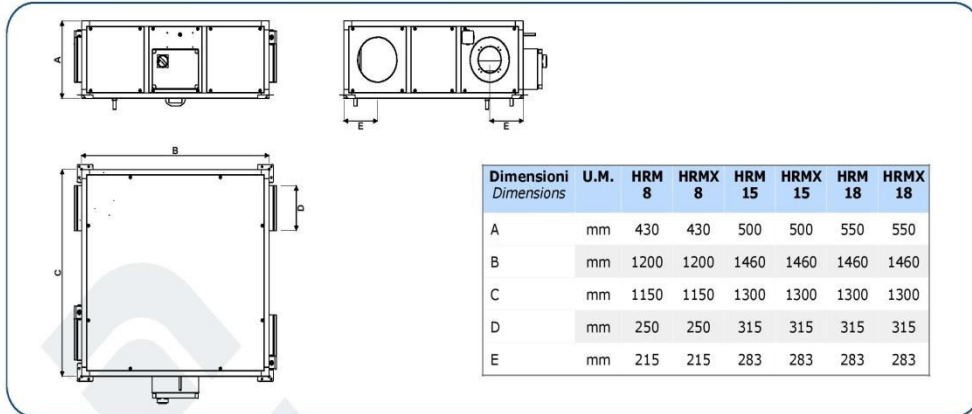 A
E
E
B
C
D
Dimensioni U.M. HRM HRMX HRM HRMX HRM HRMX
Dimensions 8 8 15 15 18 18
A mm 430 430 500 500 550 550
B mm 1200 1200 1460 1460 1460 1460
C mm 1150 1150 1300 1300 1300 1300
D mm 250 250 315 315 315 315
E mm 215 215 283 283 283 283